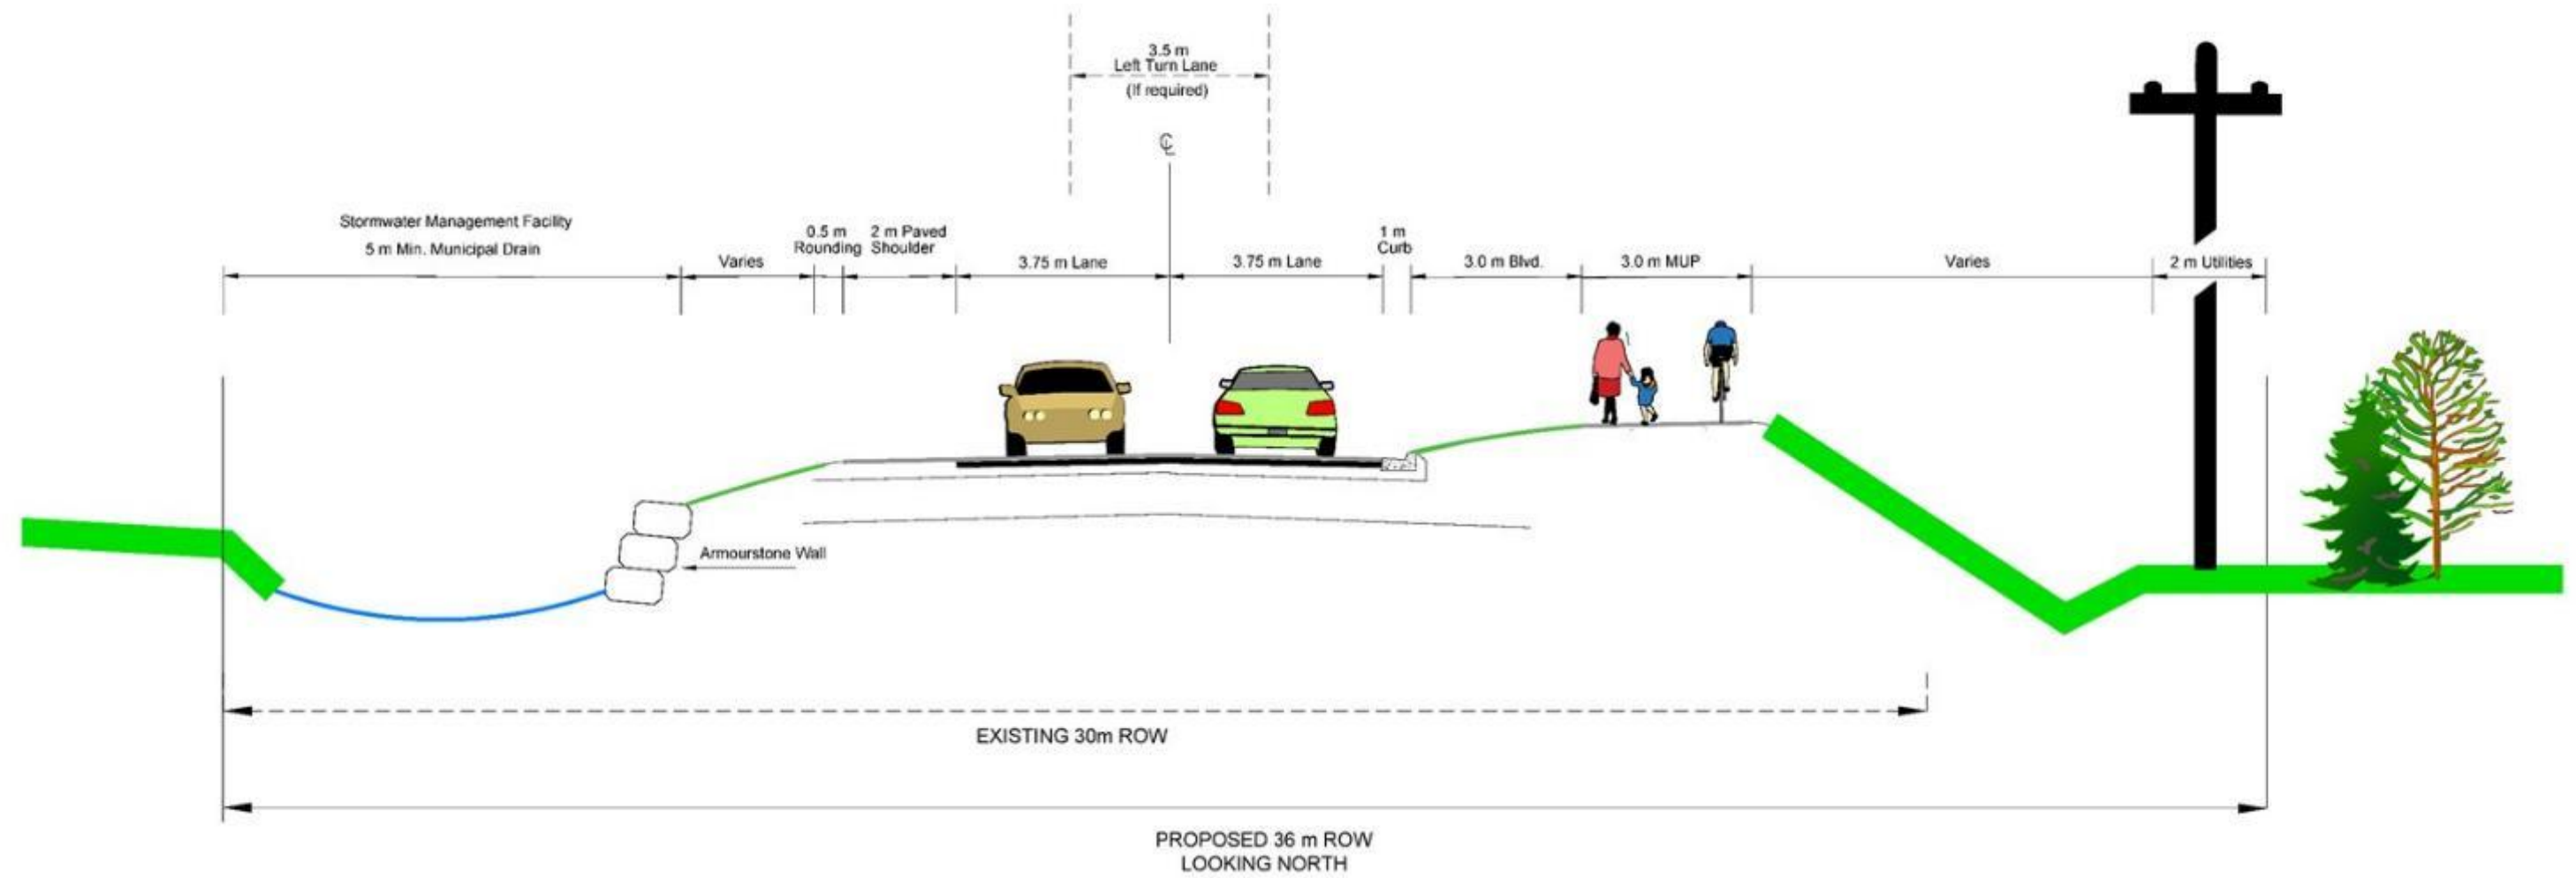 3.5 m
Left Turn Lane
(If required)
℄
Stormwater Management Facility
5 m Min. Municipal Drain
Varies
0.5 m
Rounding
2 m Paved
Shoulder
3.75 m Lane
3.75 m Lane
1 m
Curb
3.0 m Blvd.
3.0 m MUP
Varies
2 m Utilities
Armourstone Wall
EXISTING 30m ROW
PROPOSED 36 m ROW
LOOKING NORTH